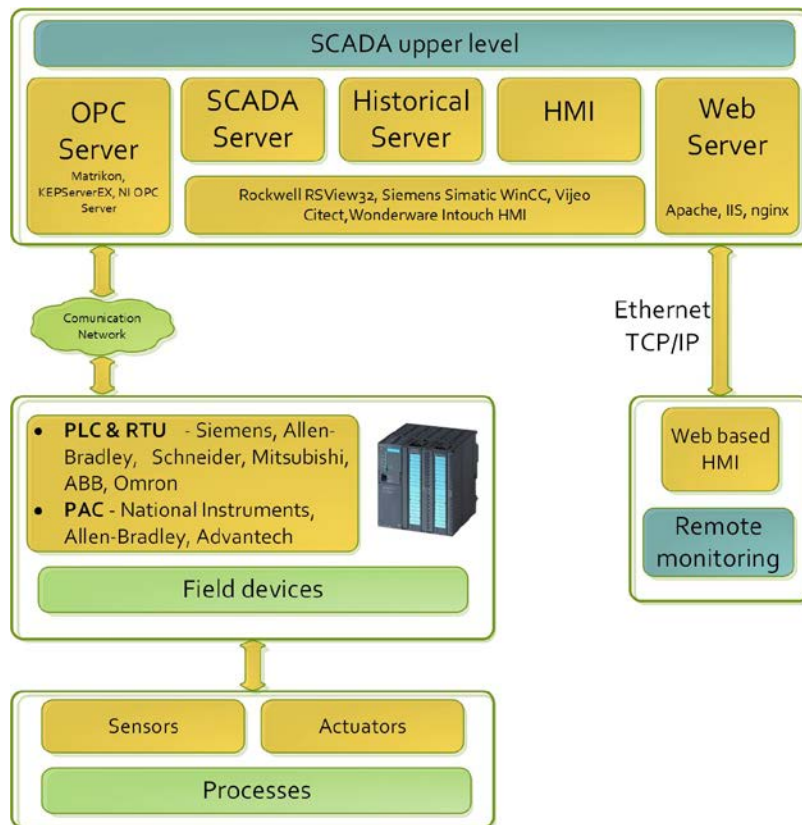 SCADA upper level
OPC
Server
Matrikon,
KEPServerEX, NI OPC
Server
SCADA
Server
Historical
Server
HMI
Web
Server
Apache, IIS, nginx
Rockwell RSView32, Siemens Simatic WinCC, Vijeo
Citect,Wonderware Intouch HMI
Comunication
Network
Ethernet
TCP/IP
• PLC & RTU - Siemens, Allen-
Bradley, Schneider, Mitsubishi,
ABB, Omron
• PAC - National Instruments,
Allen-Bradley, Advantech
Field devices
Web based
HMI
Remote
monitoring
Sensors
Actuators
Processes